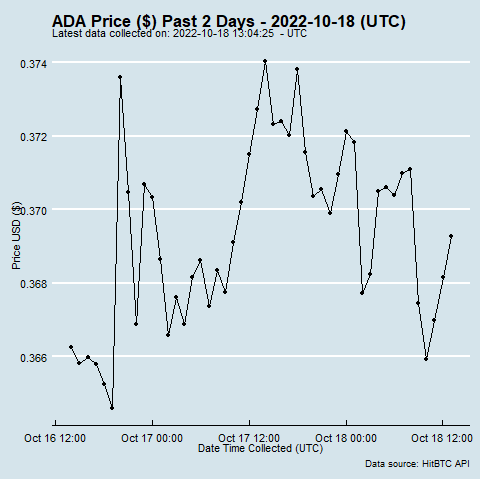 ADA Price ($) Past 2 Days - 2022-10-18 (UTC)
Latest data collected on: 2022-10-18 13:04:25 - UTC
0.374
0.372
0.370
0.368
0.366
Price USD ($)
Oct 16 12:00 Oct 17 00:00 Oct 17 12:00 Oct 18 00:00 Oct 18 12:00
Date Time Collected (UTC)
Data source: HitBTC API